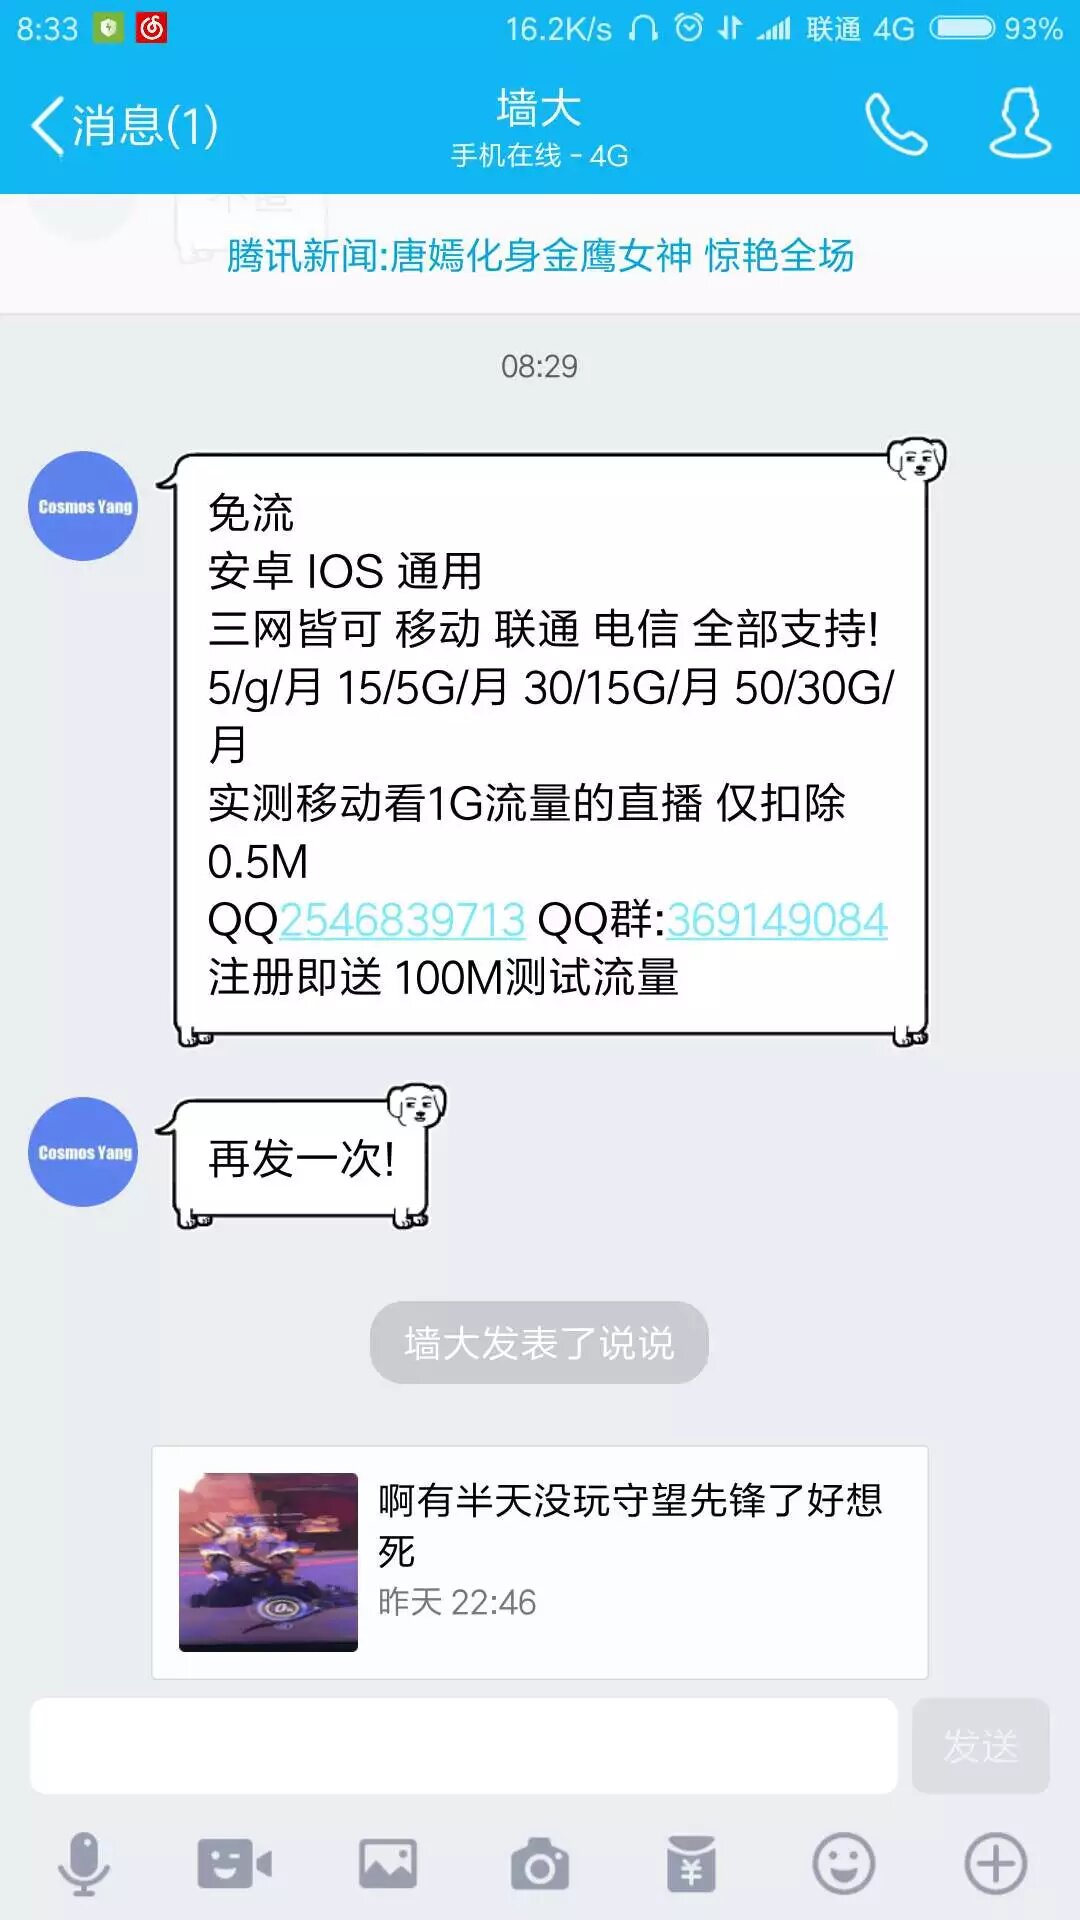 8:33 16.2K/s 联通 4G 93%
消息(1)
墙大
手机在线 - 4G
腾讯新闻:唐嫣化身金鹰女神 惊艳全场
08:29
Cosmos Yang
免流
安卓 IOS 通用
三网皆可 移动 联通 电信 全部支持!
5/g/月 15/5G/月 30/15G/月 50/30G/
月
实测移动看1G流量的直播 仅扣除
0.5M
QQ2546839713 QQ群:369149084
注册即送 100M测试流量
Cosmos Yang
再发一次!
墙大发表了说说
啊有半天没玩守望先锋了好想
死
昨天 22:46
发送